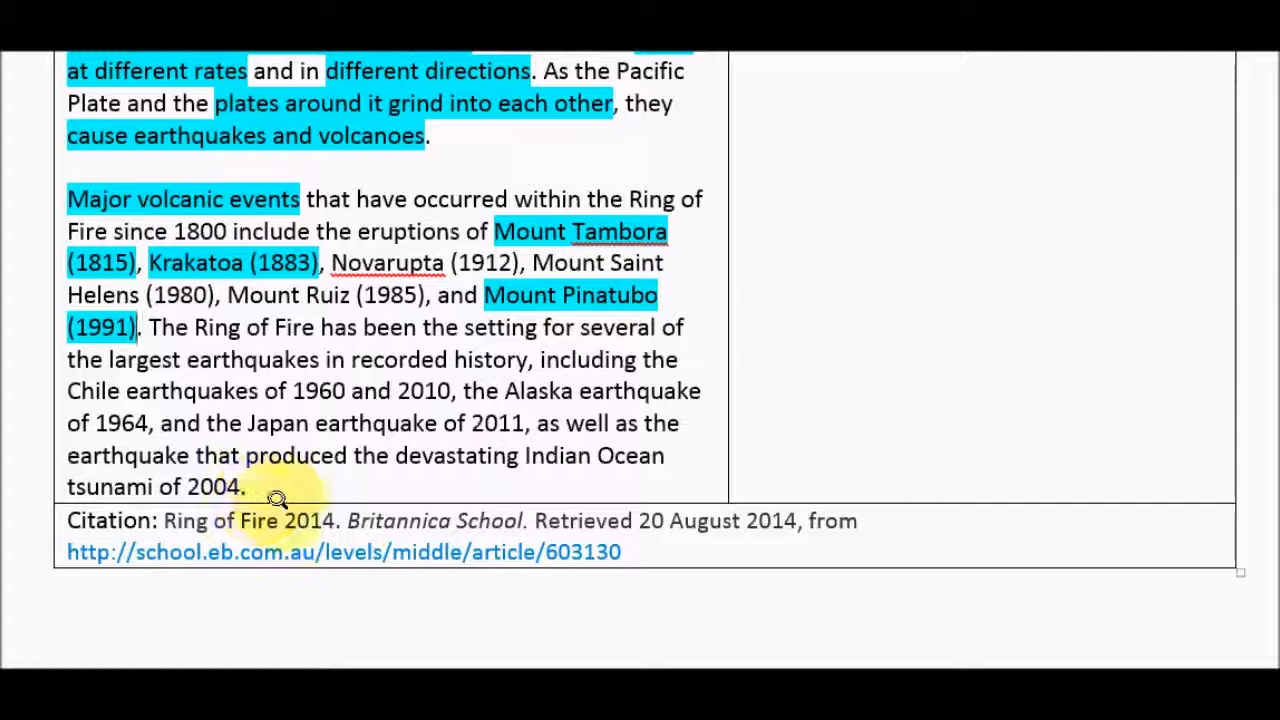 at different rates and in different directions. As the Pacific
Plate and the plates around it grind into each other, they
cause earthquakes and volcanoes.
Major volcanic events that have occurred within the Ring of
Fire since 1800 include the eruptions of Mount Tambora
(1815), Krakatoa (1883), Novarupta (1912), Mount Saint
Helens (1980), Mount Ruiz (1985), and Mount Pinatubo
(1991). The Ring of Fire has been the setting for several of
the largest earthquakes in recorded history, including the
Chile earthquakes of 1960 and 2010, the Alaska earthquake
of 1964, and the Japan earthquake of 2011, as well as the
earthquake that produced the devastating Indian Ocean
tsunami of 2004.
Citation: Ring of Fire 2014. Britannica School. Retrieved 20 August 2014, from
http://school.eb.com.au/levels/middle/article/603130